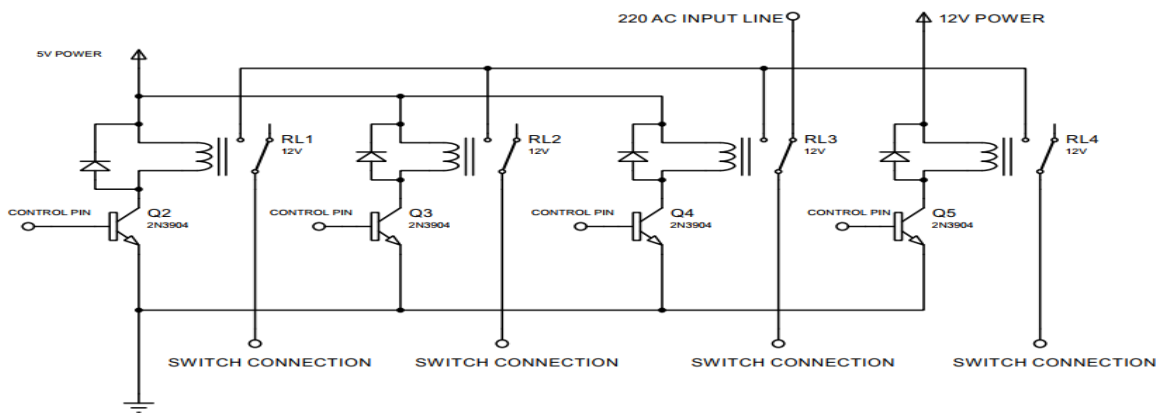 220 AC INPUT LINE
12V POWER
5V POWER
RL1
12V
RL2
12V
RL3
12V
RL4
12V
CONTROL PIN
Q2
2N3904
CONTROL PIN
Q3
2N3904
CONTROL PIN
Q4
2N3904
CONTROL PIN
Q5
2N3904
SWITCH CONNECTION
SWITCH CONNECTION
SWITCH CONNECTION
SWITCH CONNECTION